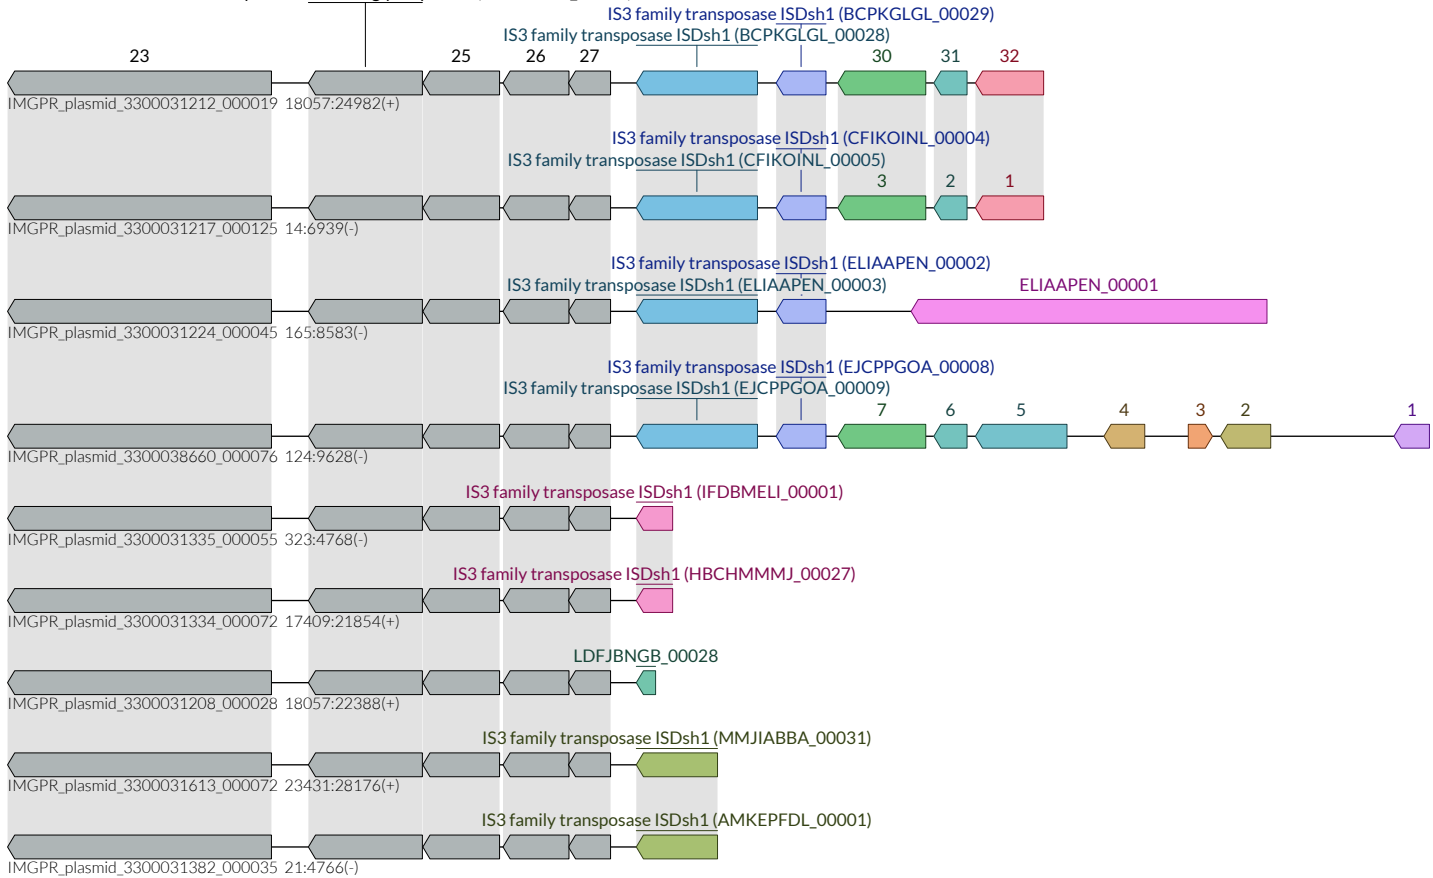 IS3 family transposase ISDsh1 (BCPKGLGL_00029)
IS3 family transposase ISDsh1 (BCPKGLGL_00028)
23 25 26 27 30 31 32
IMGPR_plasmid_3300031212_000019 18057:24982(+)
IS3 family transposase ISDsh1 (CFIKOINL_00004)
IS3 family transposase ISDsh1 (CFIKOINL_00005)
3 2 1
IMGPR_plasmid_3300031217_000125 14:6939(-)
IS3 family transposase ISDsh1 (ELIAAPEN_00002)
IS3 family transposase ISDsh1 (ELIAAPEN_00003) ELIAAPEN_00001
IMGPR_plasmid_3300031224_000045 165:8583(-)
IS3 family transposase ISDsh1 (EJCPPGOA_00008)
IS3 family transposase ISDsh1 (EJCPPGOA_00009)
7 6 5 4 3 2 1
IMGPR_plasmid_3300038660_000076 124:9628(-)
IS3 family transposase ISDsh1 (IFDBMELI_00001)
IMGPR_plasmid_3300031335_000055 323:4768(-)
IS3 family transposase ISDsh1 (HBCHMMMJ_00027)
IMGPR_plasmid_3300031334_000072 17409:21854(+)
LDFJBNGB_00028
IMGPR_plasmid_3300031208_000028 18057:22388(+)
IS3 family transposase ISDsh1 (MMJIABBA_00031)
IMGPR_plasmid_3300031613_000072 23431:28176(+)
IS3 family transposase ISDsh1 (AMKEPFDL_00001)
IMGPR_plasmid_3300031382_000035 21:4766(-)